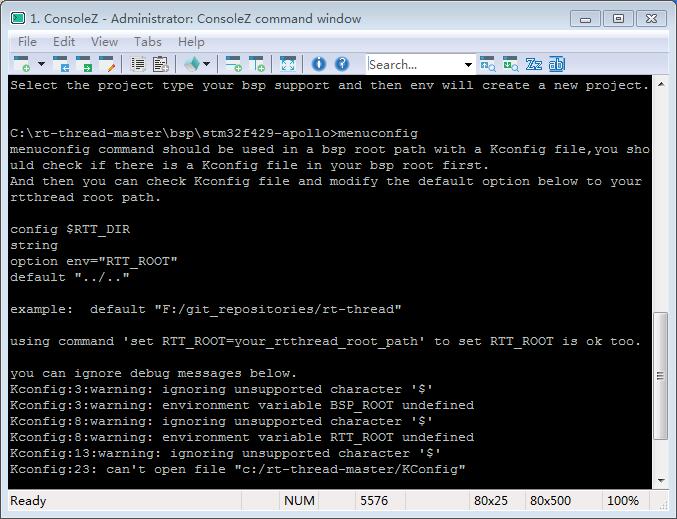 1. ConsoleZ - Administrator: ConsoleZ command window
File Edit View Tabs Help
Search... Zz ab
Select the project type your bsp support and then env will create a new project.
C:\rt-thread-master\bsp\stm32f429-apollo>menuconfig
menuconfig command should be used in a bsp root path with a Kconfig file,you sho
uld check if there is a Kconfig file in your bsp root first.
And then you can check Kconfig file and modify the default option below to your
rtthread root path.
config $RTT_DIR
string
option env="RTT_ROOT"
default "../.."
example:  default "F:/git_repositories/rt-thread"
using command 'set RTT_ROOT=your_rtthread_root_path' to set RTT_ROOT is ok too.
you can ignore debug messages below.
Kconfig:3:warning: ignoring unsupported character '$'
Kconfig:3:warning: environment variable BSP_ROOT undefined
Kconfig:8:warning: ignoring unsupported character '$'
Kconfig:8:warning: environment variable RTT_ROOT undefined
Kconfig:13:warning: ignoring unsupported character '$'
Kconfig:23: can't open file "c:/rt-thread-master/KConfig"
Ready NUM 5576 80x25 80x500 100%